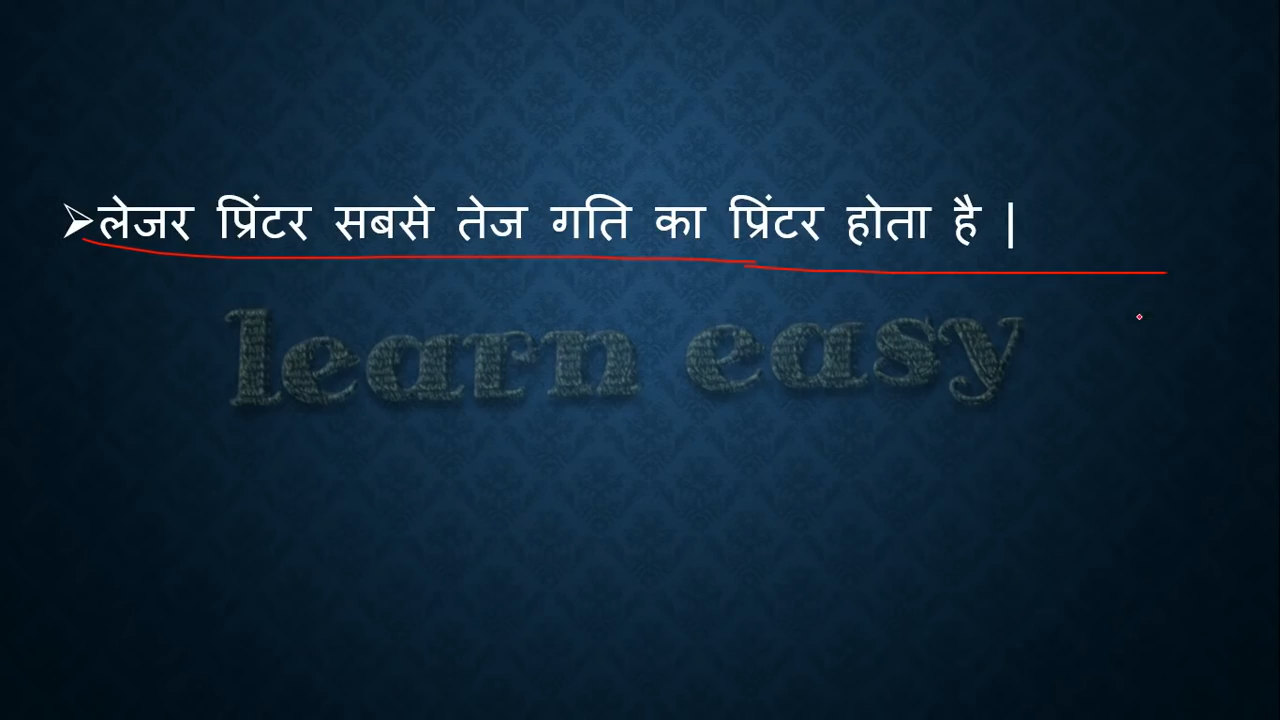 ➢लेजर प्रिंटर सबसे तेज गति का प्रिंटर होता है |
learn easy